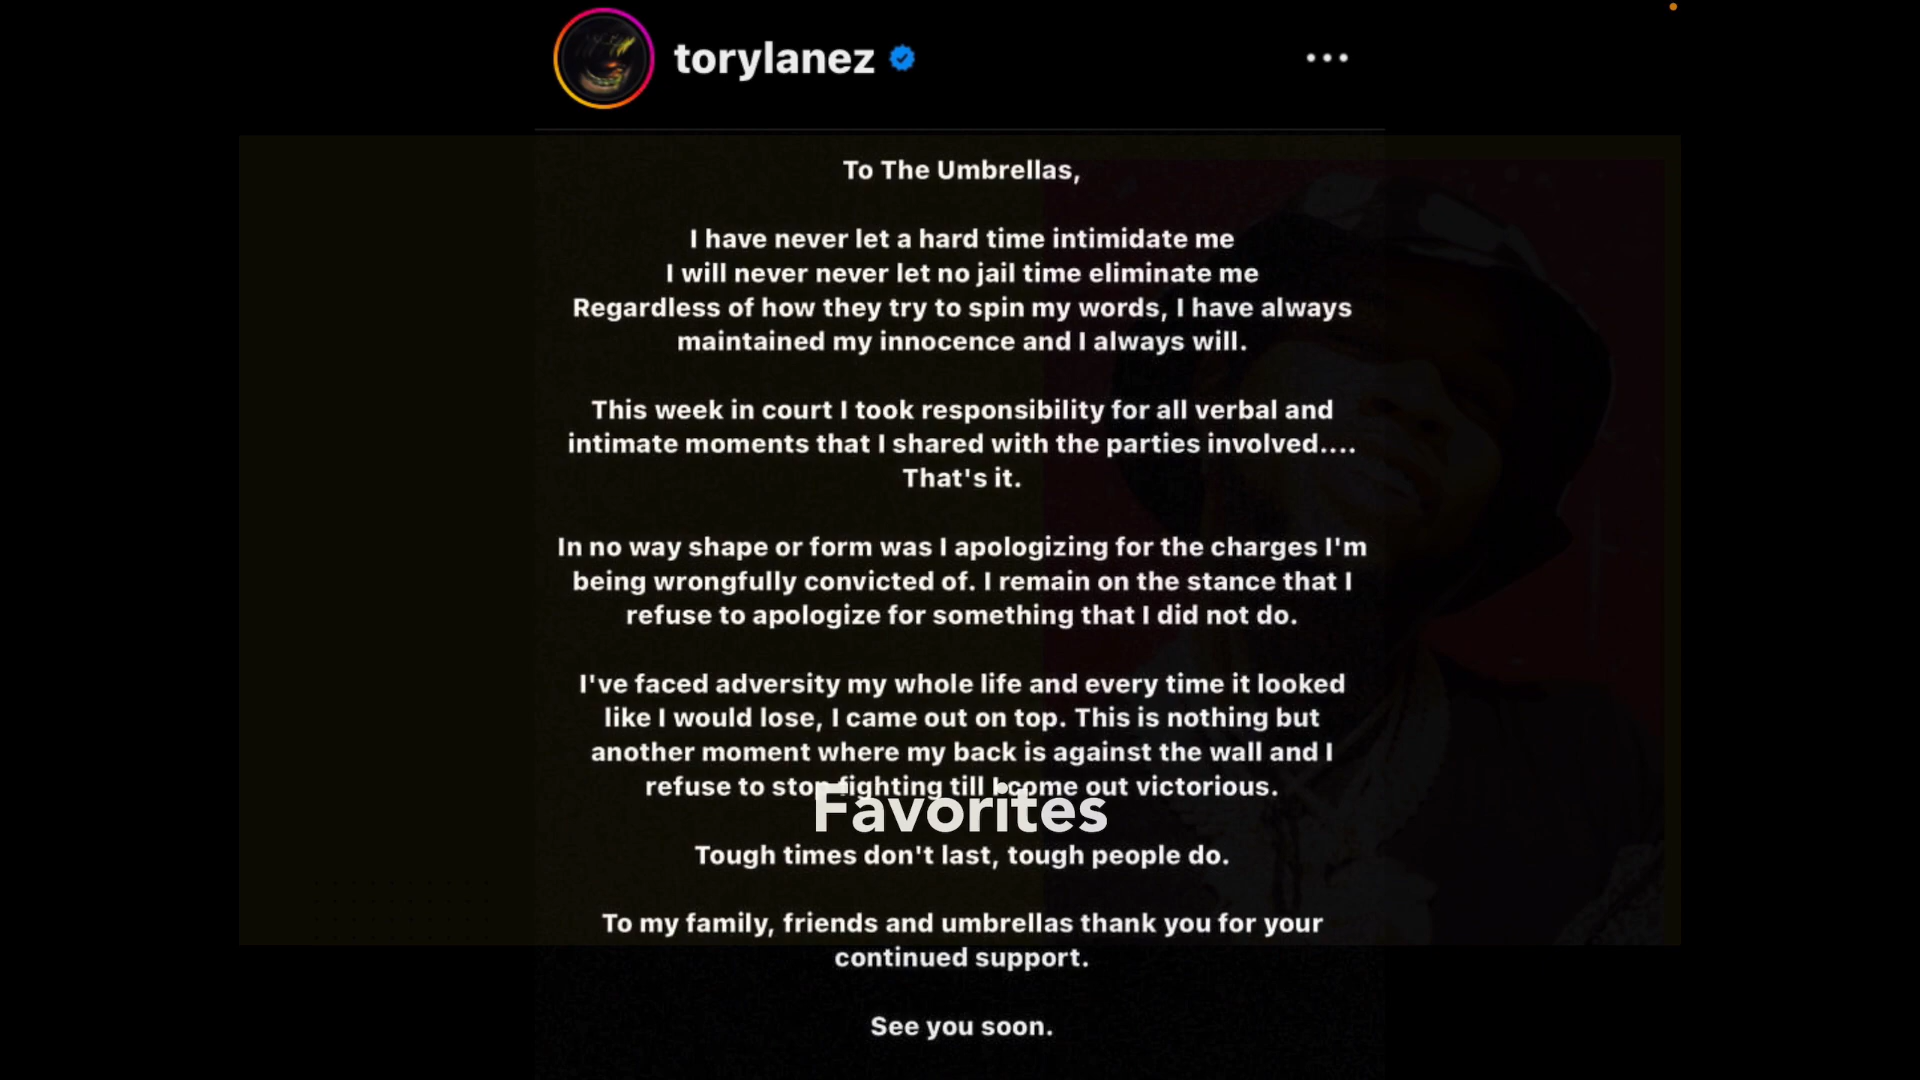 torylanez
To The Umbrellas,
I have never let a hard time intimidate me
I will never never let no jail time eliminate me
Regardless of how they try to spin my words, I have always
maintained my innocence and I always will.
This week in court I took responsibility for all verbal and
intimate moments that I shared with the parties involved....
That's it.
In no way shape or form was I apologizing for the charges I'm
being wrongfully convicted of. I remain on the stance that I
refuse to apologize for something that I did not do.
I've faced adversity my whole life and every time it looked
like I would lose, I came out on top. This is nothing but
another moment where my back is against the wall and I
refuse to stop fighting till I come out victorious.
Favorites
Tough times don't last, tough people do.
To my family, friends and umbrellas thank you for your
continued support.
See you soon.